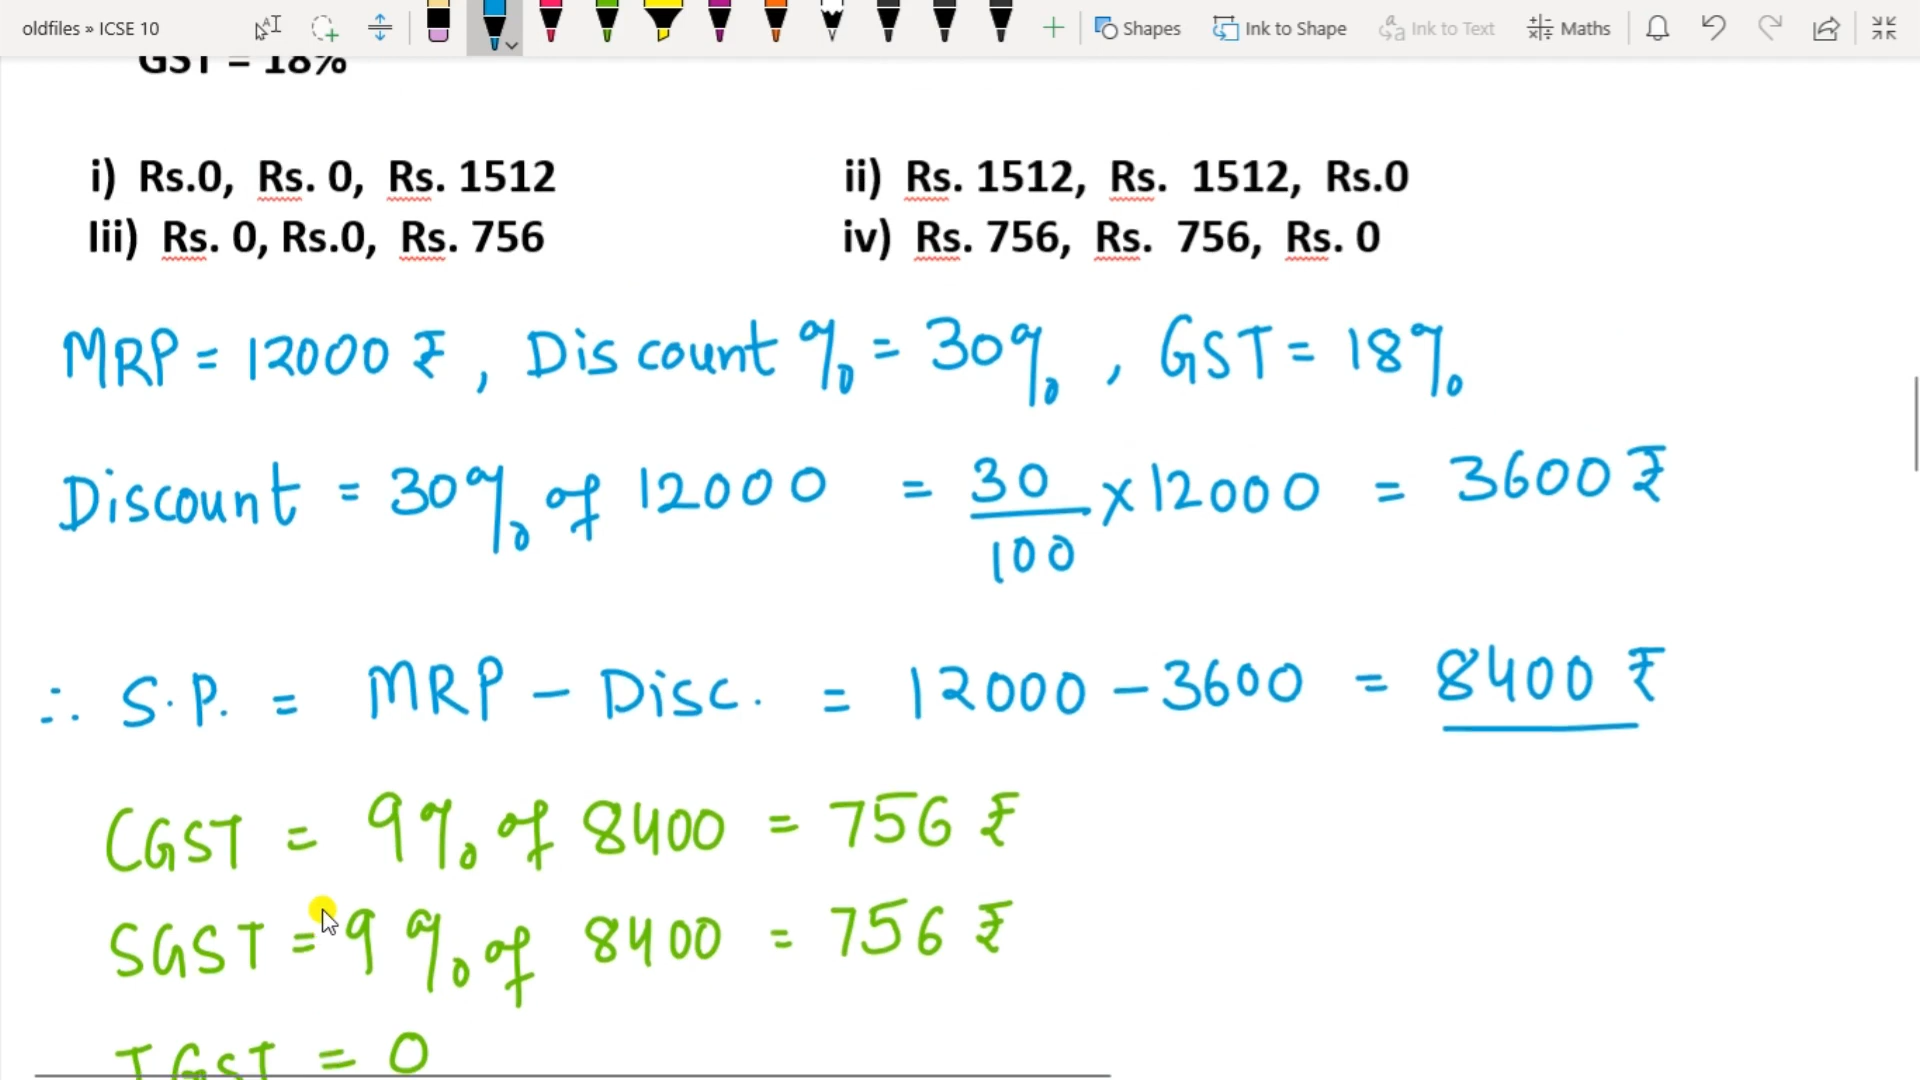 oldfiles » ICSE 10
Shapes Ink to Shape Ink to Text Maths
GST = 18%
i) Rs.0, Rs. 0, Rs. 1512 ii) Rs. 1512, Rs. 1512, Rs.0
Iii) Rs. 0, Rs.0, Rs. 756 iv) Rs. 756, Rs. 756, Rs. 0
MRP = 12000 ₹, Discount % = 30%, GST = 18%
Discount = 30% of 12000 = 30/100 x 12000 = 3600 ₹
∴ S.P. = MRP - Disc. = 12000 - 3600 = 8400 ₹
CGST = 9% of 8400 = 756 ₹
SGST = 9% of 8400 = 756 ₹
IGST = 0